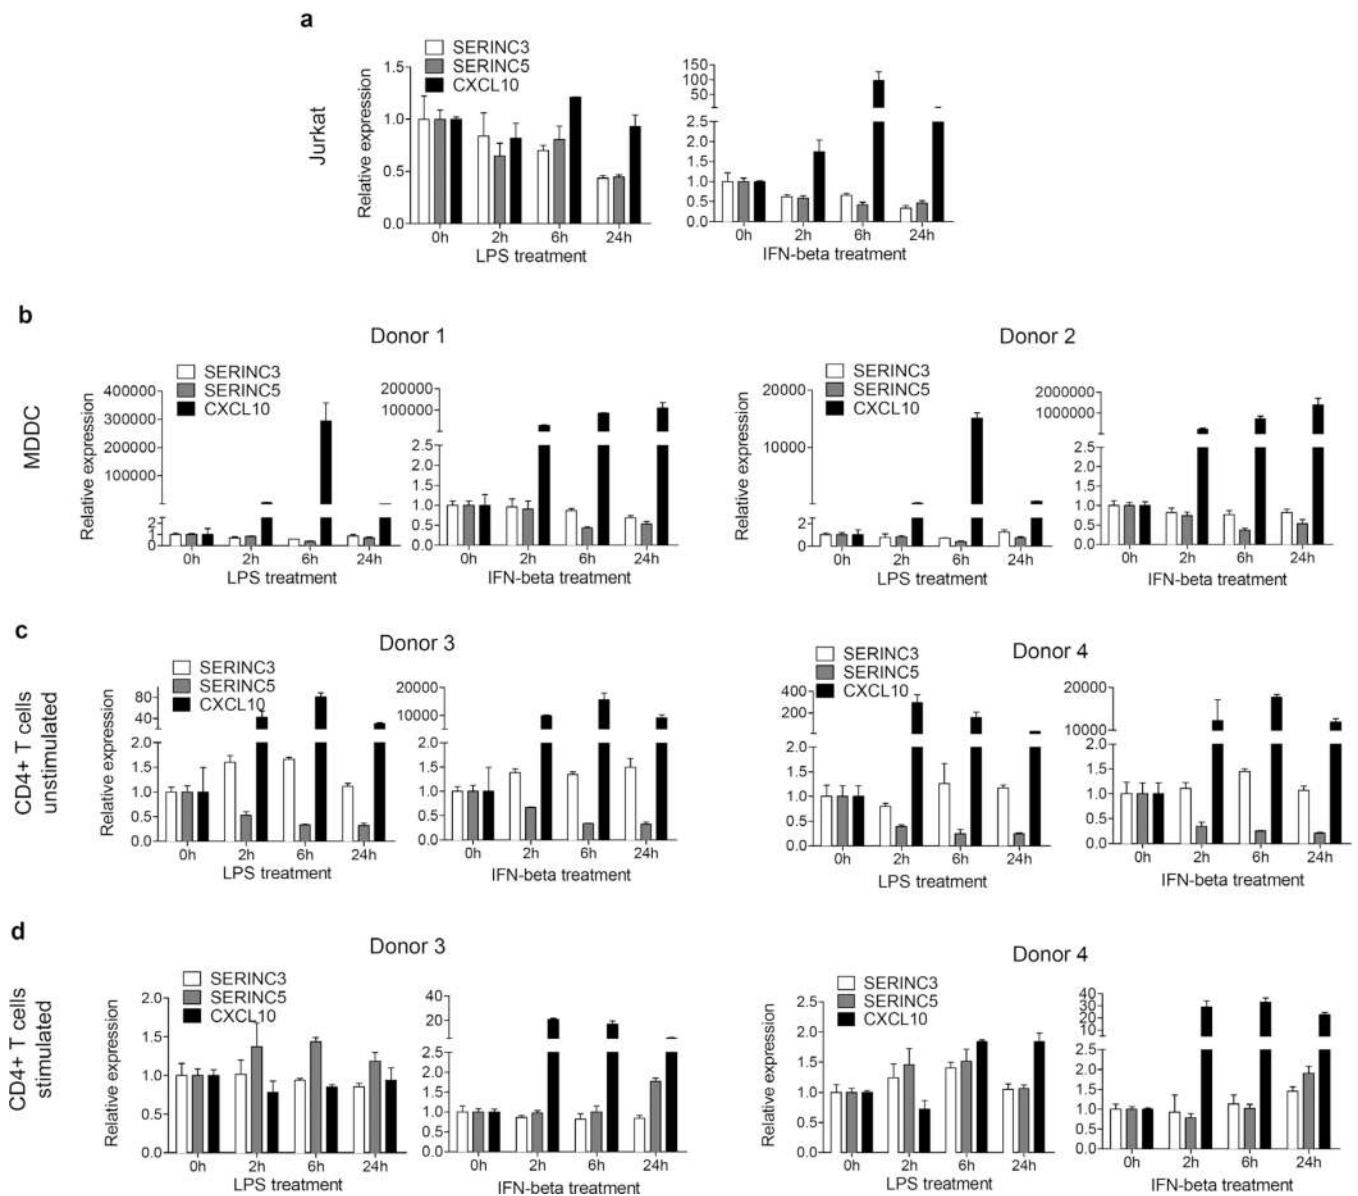 a
Jurkat
Relative expression
SERINC3
SERINC5
CXCL10
1.5
1.0
0.5
0.0
0h 2h 6h 24h
LPS treatment
150
100
50
2.5
2.0
1.5
1.0
0.5
0.0
0h 2h 6h 24h
IFN-beta treatment
b
MDDC
Donor 1
Relative expression
SERINC3
SERINC5
CXCL10
400000
300000
200000
100000
2
1
0
0h 2h 6h 24h
LPS treatment
200000
100000
2.5
2.0
1.5
1.0
0.5
0.0
0h 2h 6h 24h
IFN-beta treatment
Donor 2
Relative expression
SERINC3
SERINC5
CXCL10
20000
10000
2
1
0
0h 2h 6h 24h
LPS treatment
2000000
1000000
2.5
2.0
1.5
1.0
0.5
0.0
0h 2h 6h 24h
IFN-beta treatment
c
CD4+ T cells
unstimulated
Donor 3
Relative expression
SERINC3
SERINC5
CXCL10
80
40
2.0
1.5
1.0
0.5
0.0
0h 2h 6h 24h
LPS treatment
20000
10000
2.0
1.5
1.0
0.5
0.0
0h 2h 6h 24h
IFN-beta treatment
Donor 4
Relative expression
SERINC3
SERINC5
CXCL10
400
200
2.0
1.5
1.0
0.5
0.0
0h 2h 6h 24h
LPS treatment
20000
10000
2.0
1.5
1.0
0.5
0.0
0h 2h 6h 24h
IFN-beta treatment
d
CD4+ T cells
stimulated
Donor 3
Relative expression
SERINC3
SERINC5
CXCL10
2.0
1.5
1.0
0.5
0.0
0h 2h 6h 24h
LPS treatment
40
20
2.5
2.0
1.5
1.0
0.5
0.0
0h 2h 6h 24h
IFN-beta treatment
Donor 4
Relative expression
SERINC3
SERINC5
CXCL10
2.5
2.0
1.5
1.0
0.5
0.0
0h 2h 6h 24h
LPS treatment
40
30
20
10
2.5
2.0
1.5
1.0
0.5
0.0
0h 2h 6h 24h
IFN-beta treatment